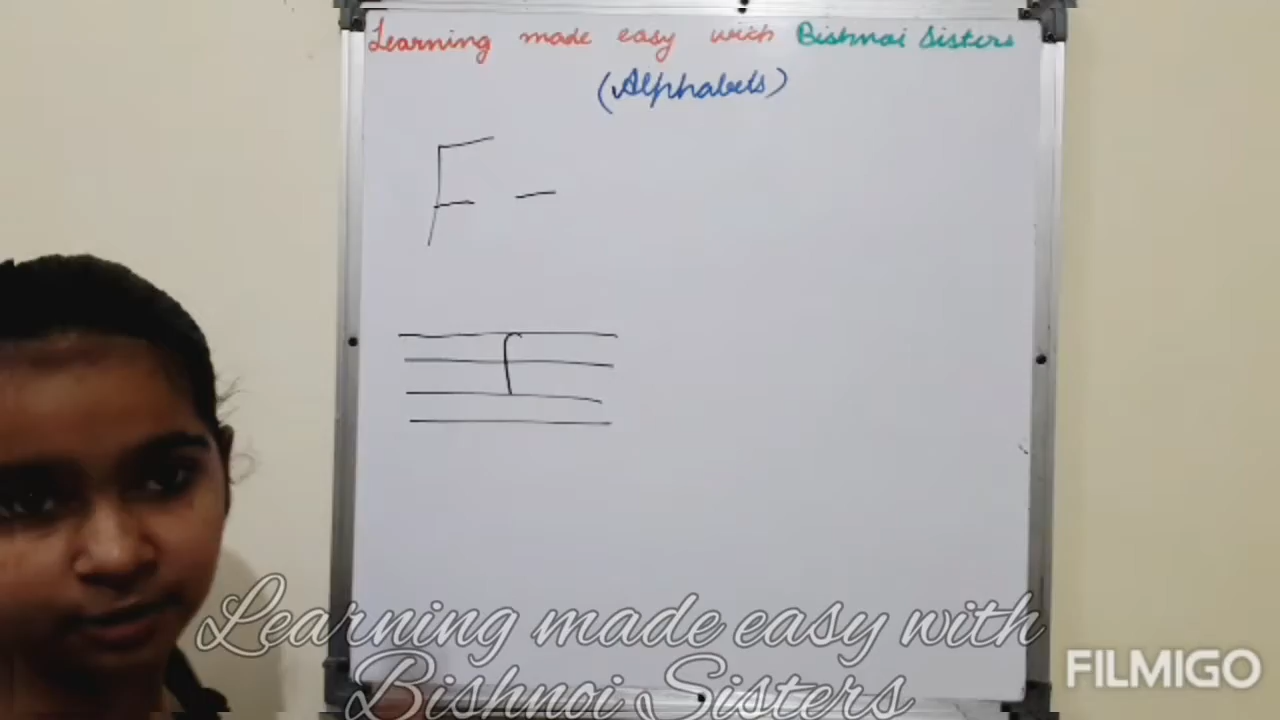 Learning made easy with Bishnoi Sisters
(Alphabets)
F -
Learning made easy with
Bishnoi Sisters
FILMIGO